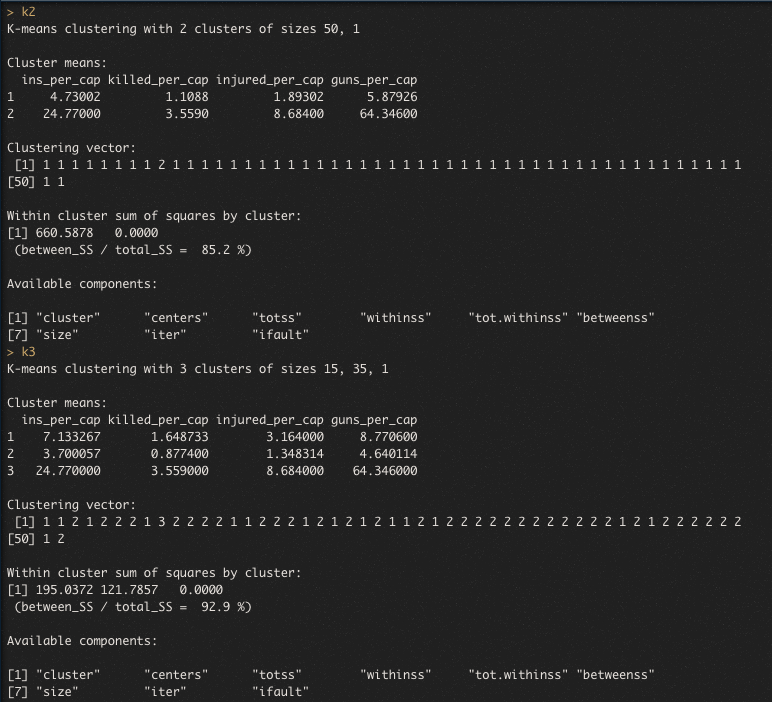 > k2
K-means clustering with 2 clusters of sizes 50, 1
Cluster means:
  ins_per_cap killed_per_cap injured_per_cap guns_per_cap
1     4.73002         1.1088         1.89302      5.87926
2    24.77000         3.5590         8.68400     64.34600
Clustering vector:
 [1] 1 1 1 1 1 1 1 1 2 1 1 1 1 1 1 1 1 1 1 1 1 1 1 1 1 1 1 1 1 1 1 1 1 1 1 1 1 1 1 1 1 1 1 1 1 1 1 1 1
[50] 1 1
Within cluster sum of squares by cluster:
[1] 660.5878   0.0000
 (between_SS / total_SS =  85.2 %)
Available components:
[1] "cluster"      "centers"      "totss"        "withinss"     "tot.withinss" "betweenss"
[7] "size"         "iter"         "ifault"
> k3
K-means clustering with 3 clusters of sizes 15, 35, 1
Cluster means:
  ins_per_cap killed_per_cap injured_per_cap guns_per_cap
1    7.133267       1.648733        3.164000     8.770600
2    3.700057       0.877400        1.348314     4.640114
3   24.770000       3.559000        8.684000    64.346000
Clustering vector:
 [1] 1 1 2 1 2 2 2 1 3 2 2 2 2 1 1 2 2 2 1 2 1 2 1 2 1 1 2 1 2 2 2 2 2 2 2 2 2 2 2 2 1 2 1 2 2 2 2 2 2
[50] 1 2
Within cluster sum of squares by cluster:
[1] 195.0372 121.7857   0.0000
 (between_SS / total_SS =  92.9 %)
Available components:
[1] "cluster"      "centers"      "totss"        "withinss"     "tot.withinss" "betweenss"
[7] "size"         "iter"         "ifault"